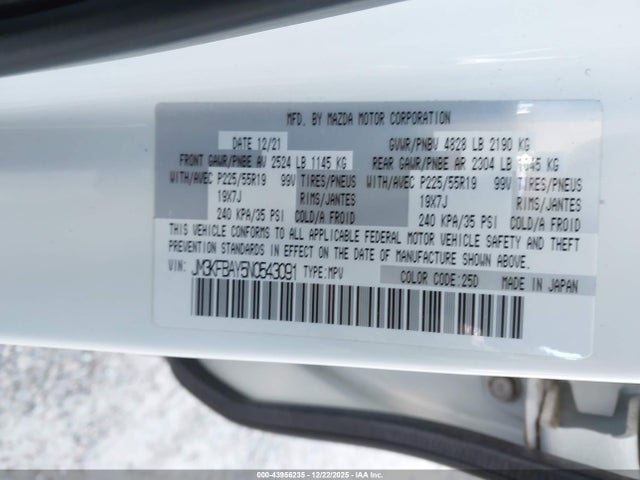 MFD. BY MAZDA MOTOR CORPORATION
DATE 12/21 GVWR/PNBV 4828 LB 2190 KG
FRONT GAWR/PNBE AV 2524 LB 1145 KG REAR GAWR/PNBE AR 2304 LB KG
WITH/AVEC P225/55R19 99V TIRES/PNEUS WITH/AVEC P225/55R19 99V TIRES/PNEUS
19X7J RIMS/JANTES 19X7J RIMS/JANTES
240 KPA/35 PSI COLD/A FROID 240 KPA/35 PSI COLD/A FROID
THIS VEHICLE CONFORMS TO ALL APPLICABLE FEDERAL MOTOR VEHICLE SAFETY AND THEFT
PREVENTION STANDARDS IN EFFECT ON THE DATE OF MANUFACTURE SHOWN ABOVE.
VIN: JM3KFBAY5N0543091 TYPE:MPV COLOR CODE:25D MADE IN JAPAN
00-43956235 - 12/22/2025 - IAA Inc.